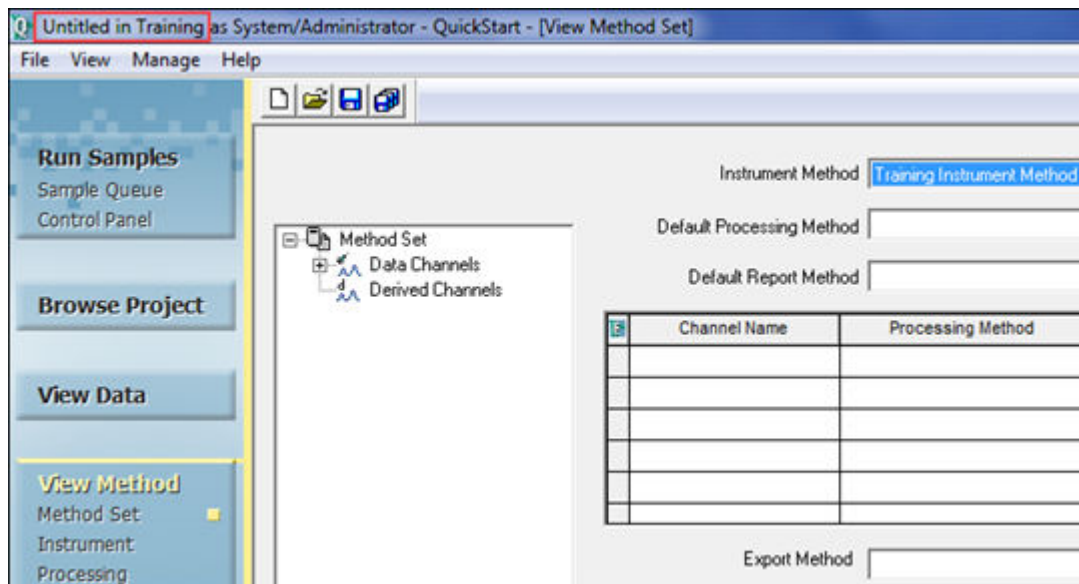 Untitled in Training as System/Administrator - QuickStart - [View Method Set]
File View Manage Help
Run Samples
Sample Queue
Control Panel
Browse Project
View Data
View Method
Method Set
Instrument
Processing
Method Set
Data Channels
Derived Channels
Instrument Method Training Instrument Method
Default Processing Method
Default Report Method
Channel Name Processing Method
Export Method